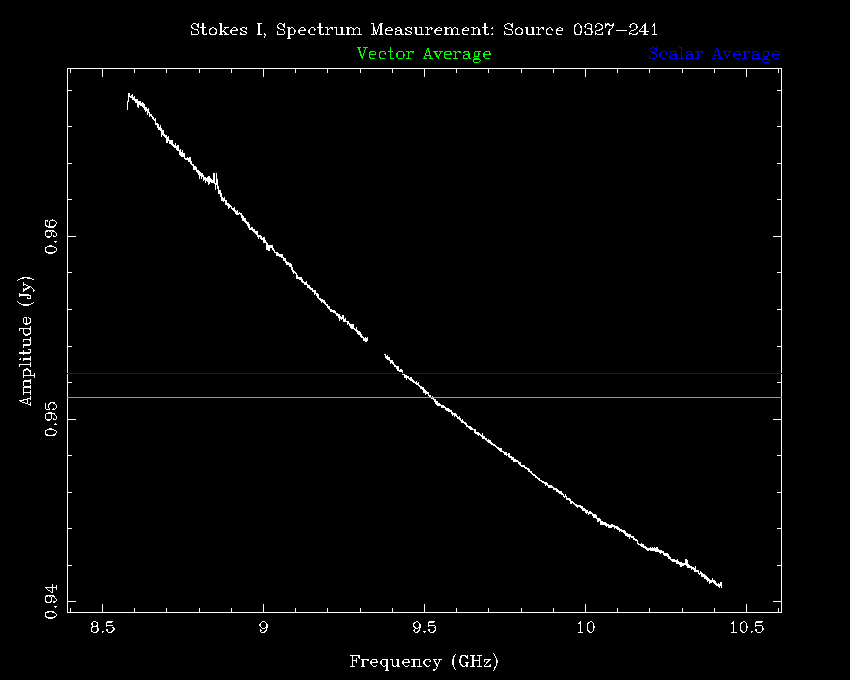 Stokes I, Spectrum Measurement: Source 0327-241
Vector Average
Scalar Average
Amplitude (Jy)
0.96
0.95
0.94
8.5
9
9.5
10
10.5
Frequency (GHz)